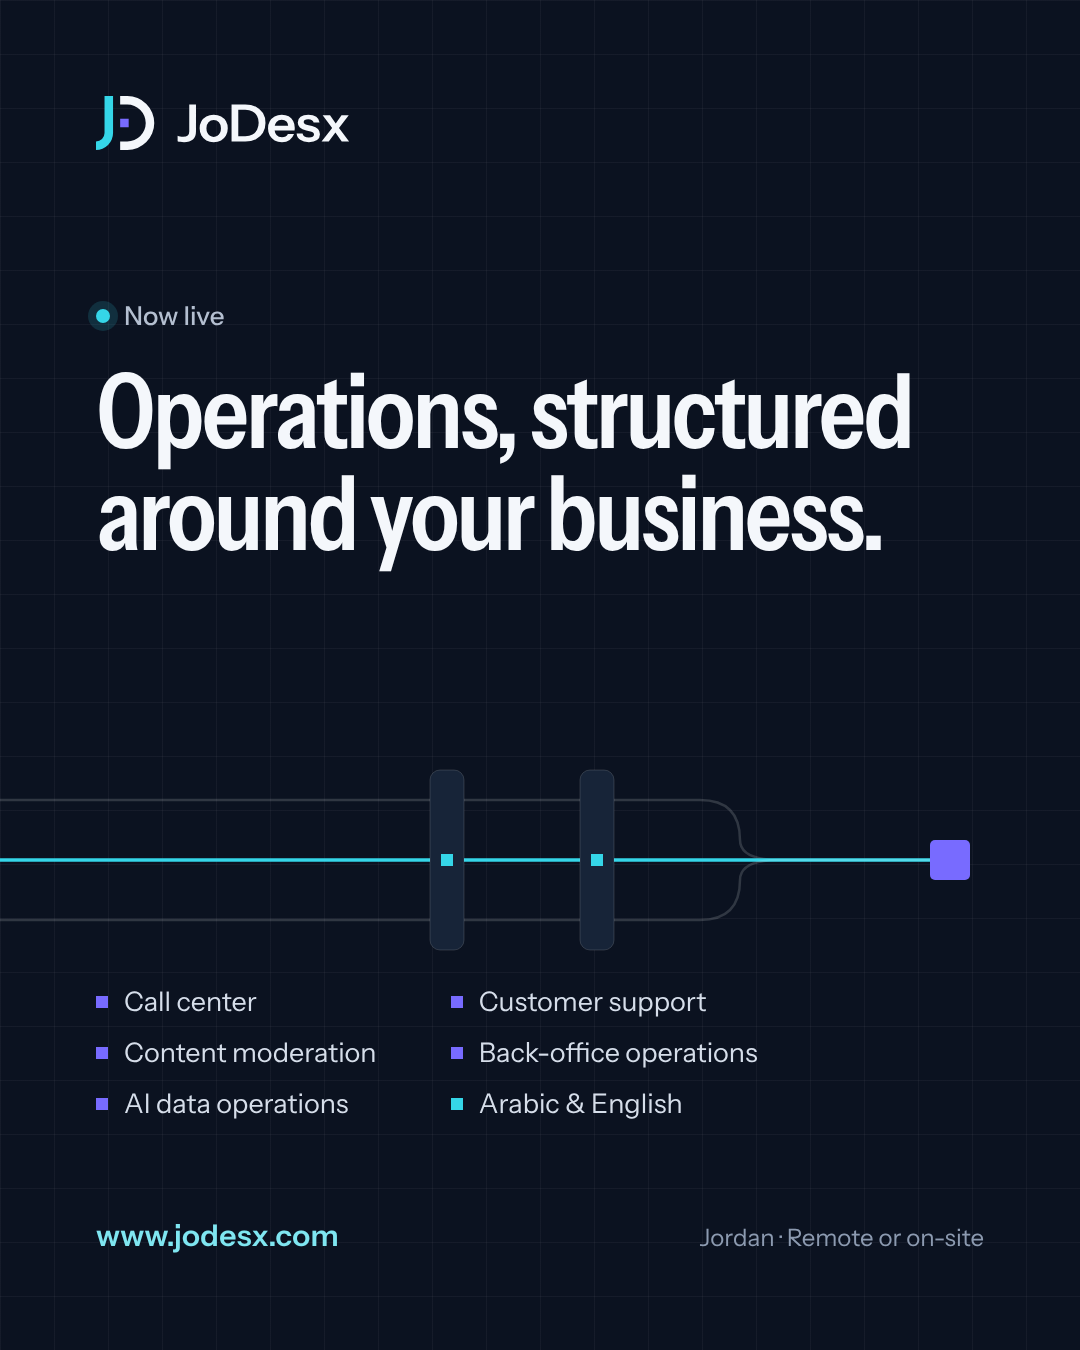 JoDesx
Now live
Operations, structured
around your business.
Call center
Customer support
Content moderation
Back-office operations
AI data operations
Arabic & English
www.jodesx.com
Jordan · Remote or on-site